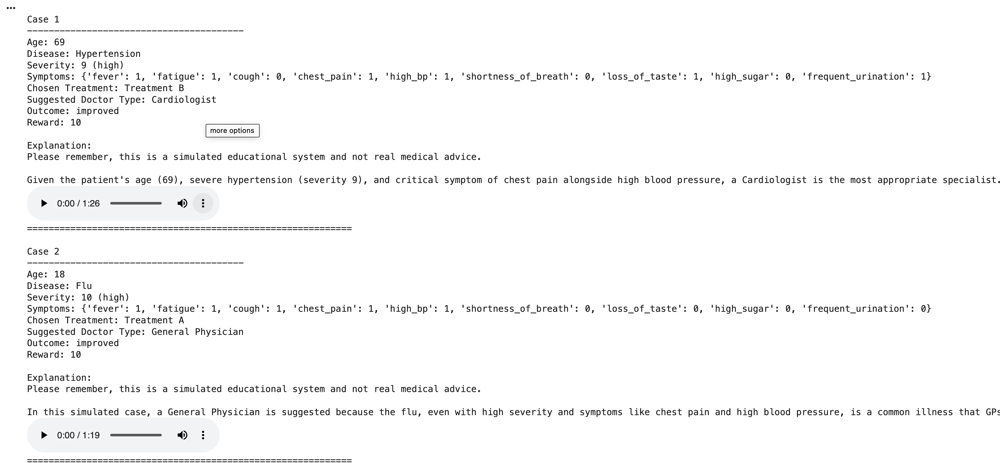 Case 1
----------------------------------------
Age: 69
Disease: Hypertension
Severity: 9 (high)
Symptoms: {'fever': 1, 'fatigue': 1, 'cough': 0, 'chest_pain': 1, 'high_bp': 1, 'shortness_of_breath': 0, 'loss_of_taste': 1, 'high_sugar': 0, 'frequent_urination': 1}
Chosen Treatment: Treatment B
Suggested Doctor Type: Cardiologist
Outcome: improved
Reward: 10
more options
Explanation:
Please remember, this is a simulated educational system and not real medical advice.
Given the patient's age (69), severe hypertension (severity 9), and critical symptom of chest pain alongside high blood pressure, a Cardiologist is the most appropriate specialist.
0:00 / 1:26
============================================================
Case 2
----------------------------------------
Age: 18
Disease: Flu
Severity: 10 (high)
Symptoms: {'fever': 1, 'fatigue': 1, 'cough': 1, 'chest_pain': 1, 'high_bp': 1, 'shortness_of_breath': 0, 'loss_of_taste': 0, 'high_sugar': 0, 'frequent_urination': 0}
Chosen Treatment: Treatment A
Suggested Doctor Type: General Physician
Outcome: improved
Reward: 10
Explanation:
Please remember, this is a simulated educational system and not real medical advice.
In this simulated case, a General Physician is suggested because the flu, even with high severity and symptoms like chest pain and high blood pressure, is a common illness that GPs
0:00 / 1:19
============================================================